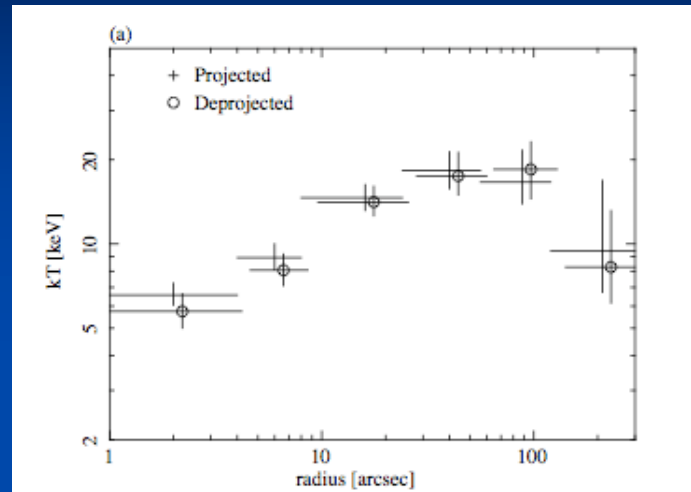 (a)
+ Projected
Deprojected
20
10
5
2
kT [keV]
1 10 100
radius [arcsec]